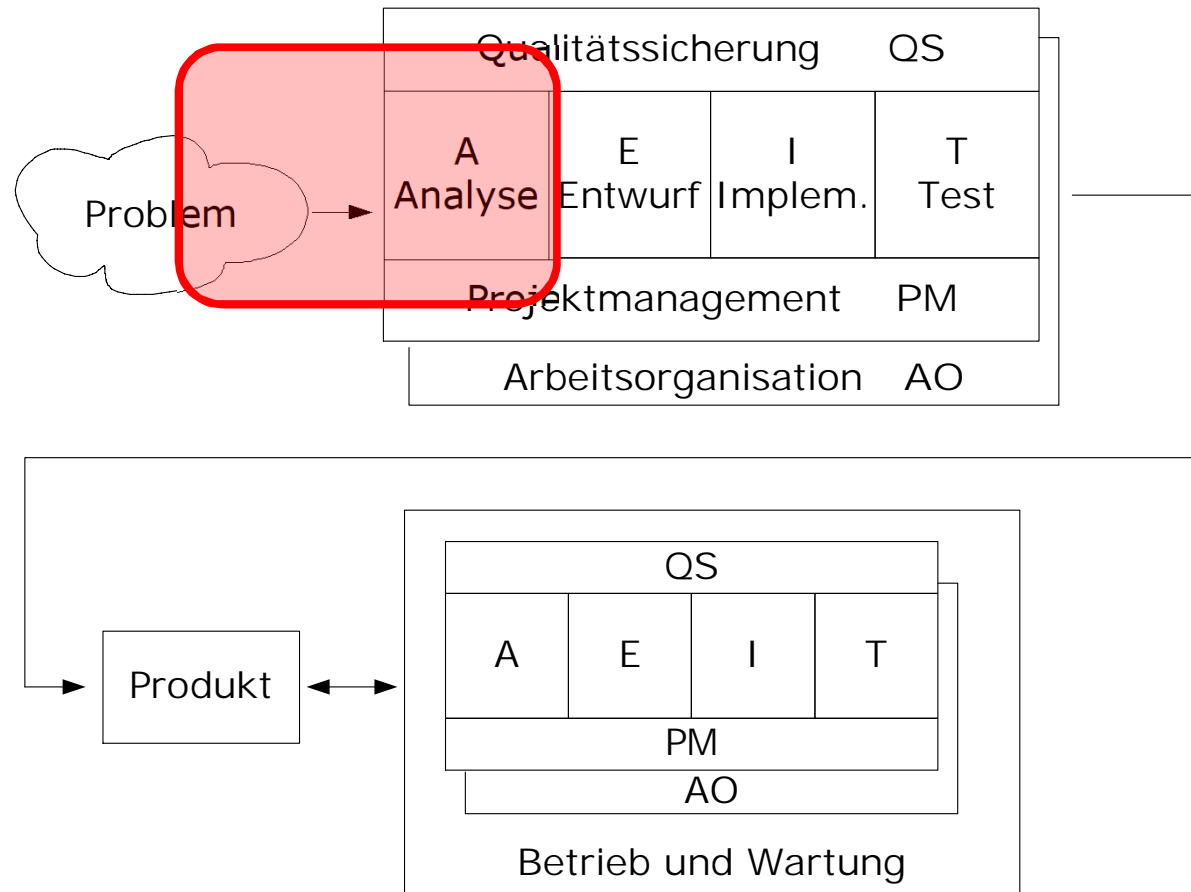 Qualitätssicherung QS
Problem
A
Analyse
E
Entwurf
I
Implem.
T
Test
Projektmanagement PM
Arbeitsorganisation AO
Produkt
QS
A E I T
PM
AO
Betrieb und Wartung